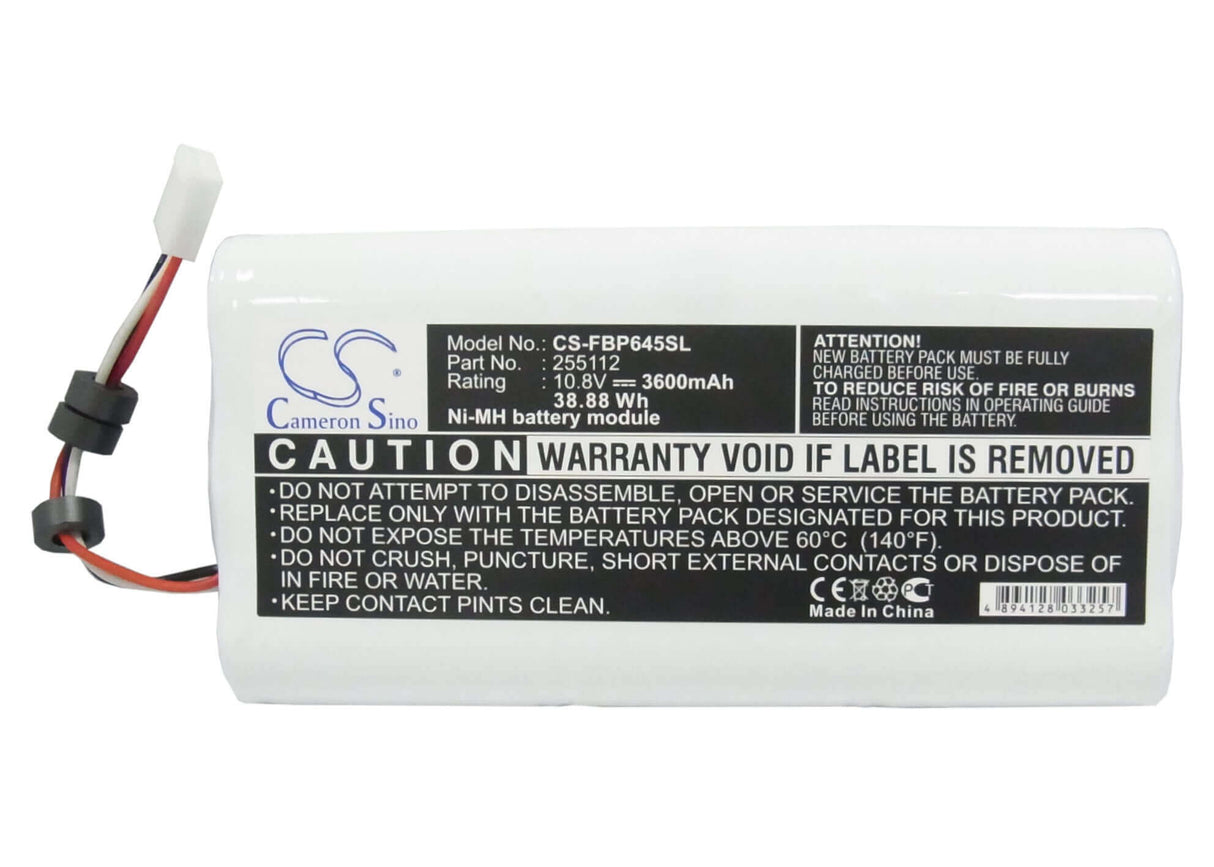 CS
®
Cameron Sino
Model No.: CS-FBP645SL
Part No. : 255112
Rating : 10.8V ⎓ 3600mAh
38.88 Wh
Ni-MH battery module
ATTENTION!
NEW BATTERY PACK MUST BE FULLY
CHARGED BEFORE USE.
TO REDUCE RISK OF FIRE OR BURNS
READ INSTRUCTIONS IN OPERATING GUIDE
BEFORE USING THE BATTERY.
CAUTION WARRANTY VOID IF LABEL IS REMOVED
•DO NOT ATTEMPT TO DISASSEMBLE, OPEN OR SERVICE THE BATTERY PACK.
•REPLACE ONLY WITH THE BATTERY PACK DESIGNATED FOR THIS PRODUCT.
•DO NOT EXPOSE THE TEMPERATURES ABOVE 60°C (140°F).
•DO NOT CRUSH, PUNCTURE, SHORT EXTERNAL CONTACTS OR DISPOSE OF
IN FIRE OR WATER.
•KEEP CONTACT PINTS CLEAN.
CE PCT
Made In China
4 894128 033257